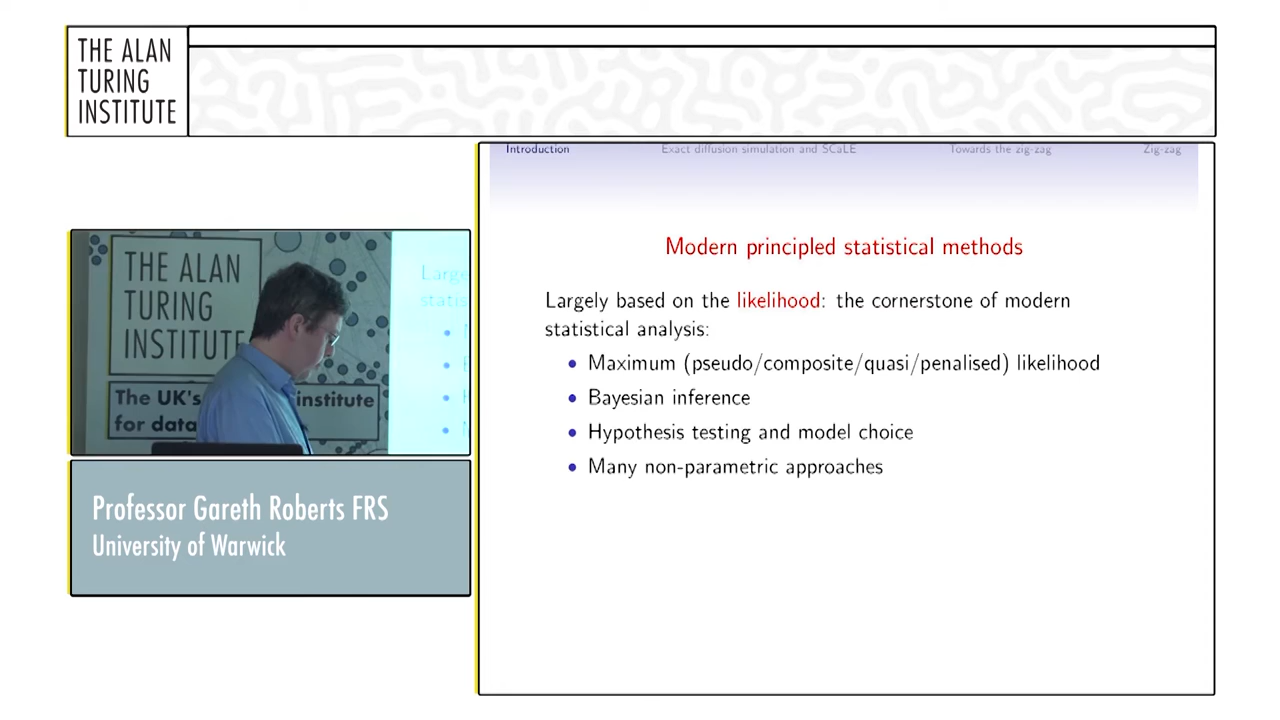 THE ALAN
TURING
INSTITUTE
Introduction
Exact diffusion simulation and SCaLE
Towards the zig-zag
Zig-zag
Modern principled statistical methods
Largely based on the likelihood: the cornerstone of modern
statistical analysis:
• Maximum (pseudo/composite/quasi/penalised) likelihood
• Bayesian inference
• Hypothesis testing and model choice
• Many non-parametric approaches
THE ALAN
TURING
INSTITUTE
The UK's institute
for data
Large
statis
Professor Gareth Roberts FRS
University of Warwick